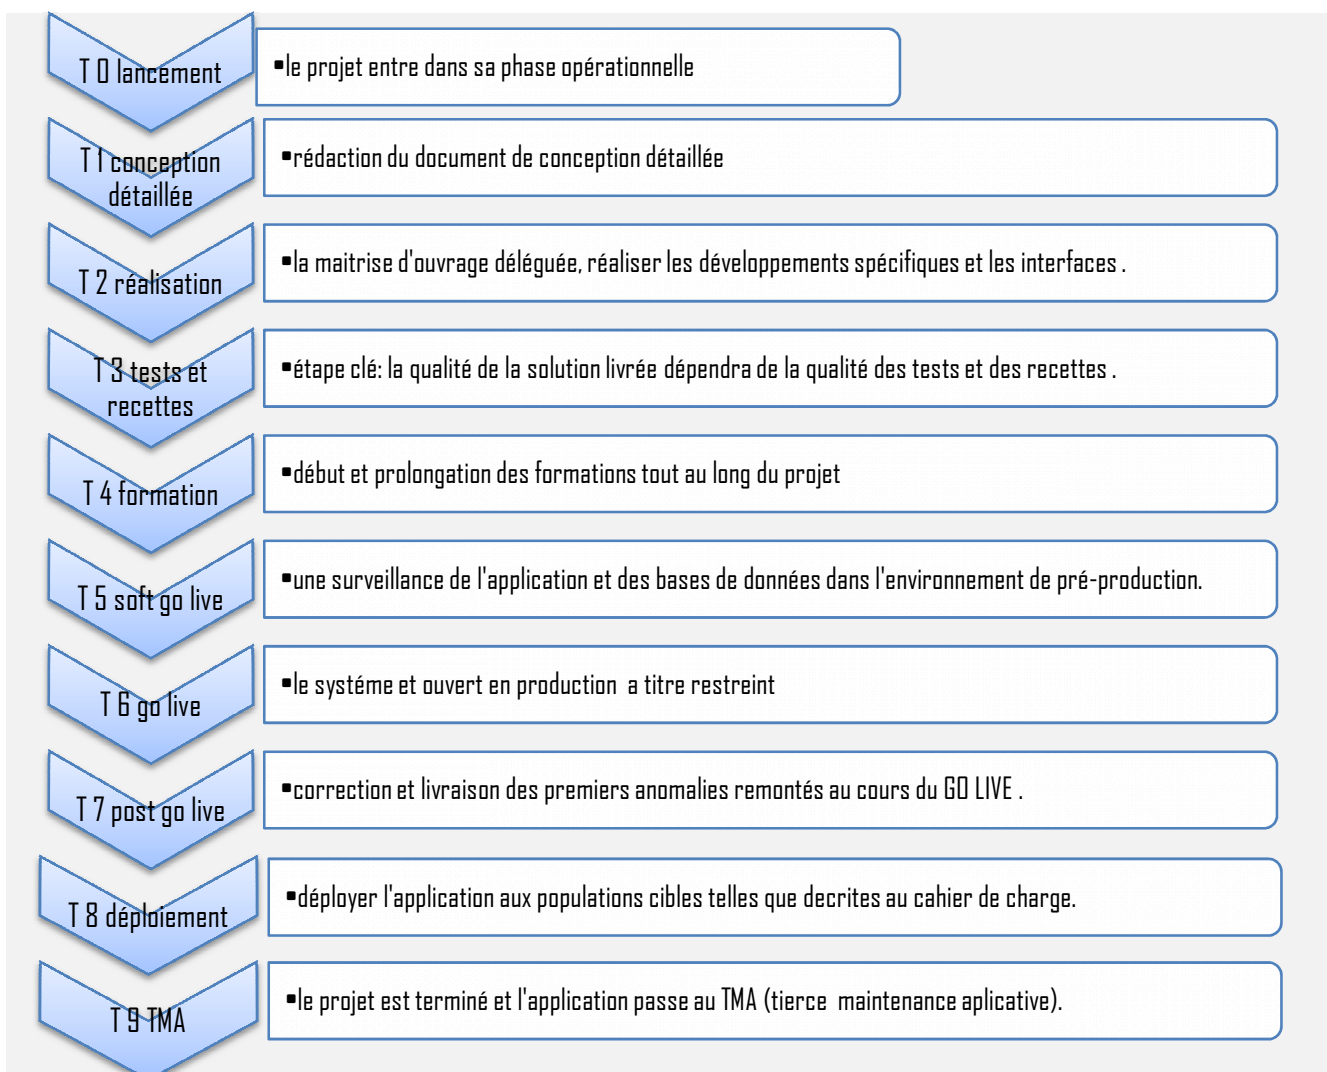 T 0 lancement
▪le projet entre dans sa phase opérationnelle
T 1 conception
détaillée
▪rédaction du document de conception détaillée
T 2 réalisation
▪la maitrise d'ouvrage déléguée, réaliser les développements spécifiques et les interfaces .
T 3 tests et
recettes
▪étape clé: la qualité de la solution livrée dépendra de la qualité des tests et des recettes .
T 4 formation
▪début et prolongation des formations tout au long du projet
T 5 soft go live
▪une surveillance de l'application et des bases de données dans l'environnement de pré-production.
T 6 go live
▪le systéme et ouvert en production  a titre restreint
T 7 post go live
▪correction et livraison des premiers anomalies remontés au cours du GO LIVE .
T 8 déploiement
▪déployer l'application aux populations cibles telles que decrites au cahier de charge.
T 9 TMA
▪le projet est terminé et l'application passe au TMA (tierce  maintenance aplicative).